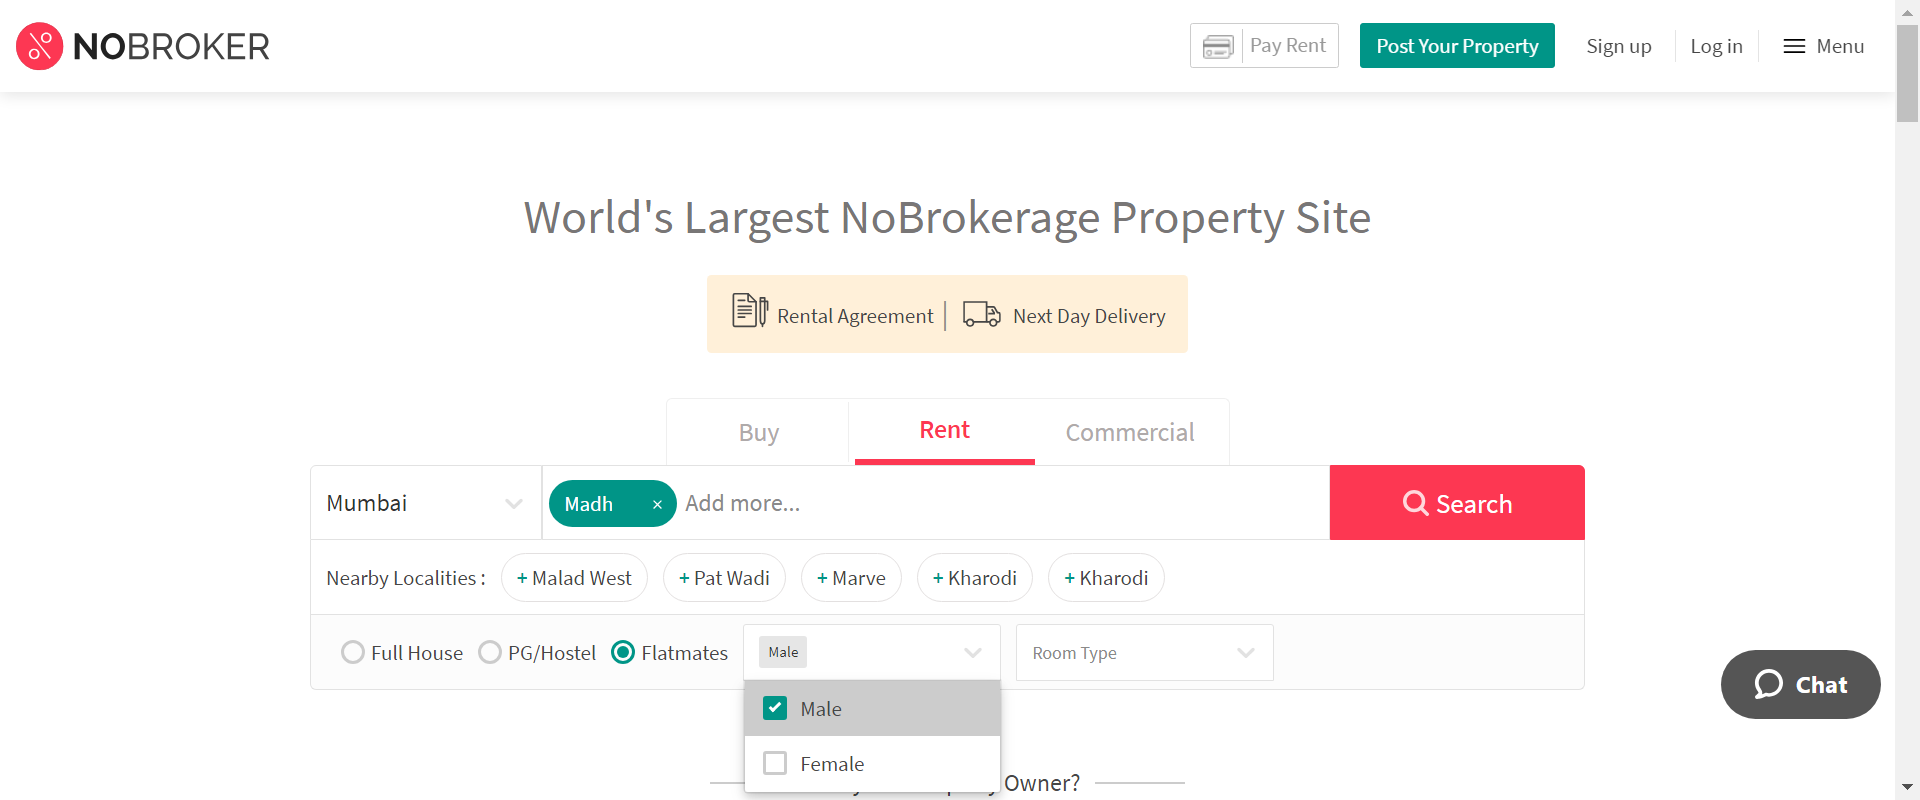 NOBROKER
Pay Rent
Post Your Property
Sign up
Log in
Menu
World's Largest NoBrokerage Property Site
Rental Agreement
Next Day Delivery
Buy
Rent
Commercial
Mumbai
Madh ×
Add more...
Search
Nearby Localities :
+ Malad West
+ Pat Wadi
+ Marve
+ Kharodi
+ Kharodi
Full House
PG/Hostel
Flatmates
Male
Room Type
Male
Female
Owner?
Chat